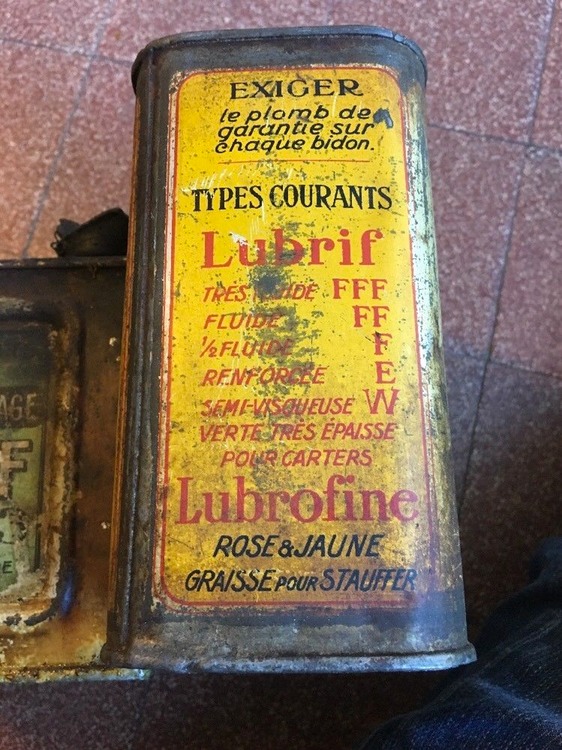 EXIGER
le plomb de
garantie sur
chaque bidon.
TYPES COURANTS
Lubrif
TRÈS FLUIDE FFF
FLUIDE FF
½ FLUIDE F
RENFORCÉE E
SEMI-VISQUEUSE W
VERTE TRÈS ÉPAISSE
POUR CARTERS
Lubrofine
ROSE & JAUNE
GRAISSE POUR STAUFFER
AGE
F
E